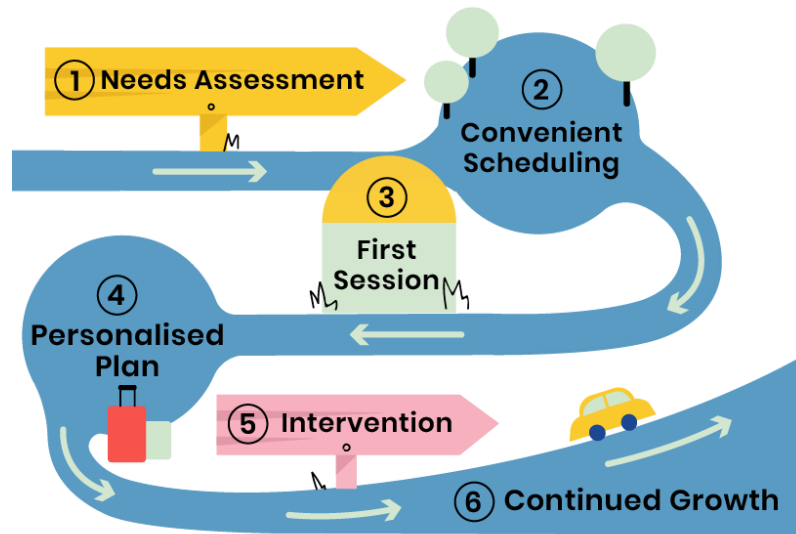 1 Needs Assessment
2
Convenient
Scheduling
3
First
Session
4
Personalised
Plan
5 Intervention
6 Continued Growth